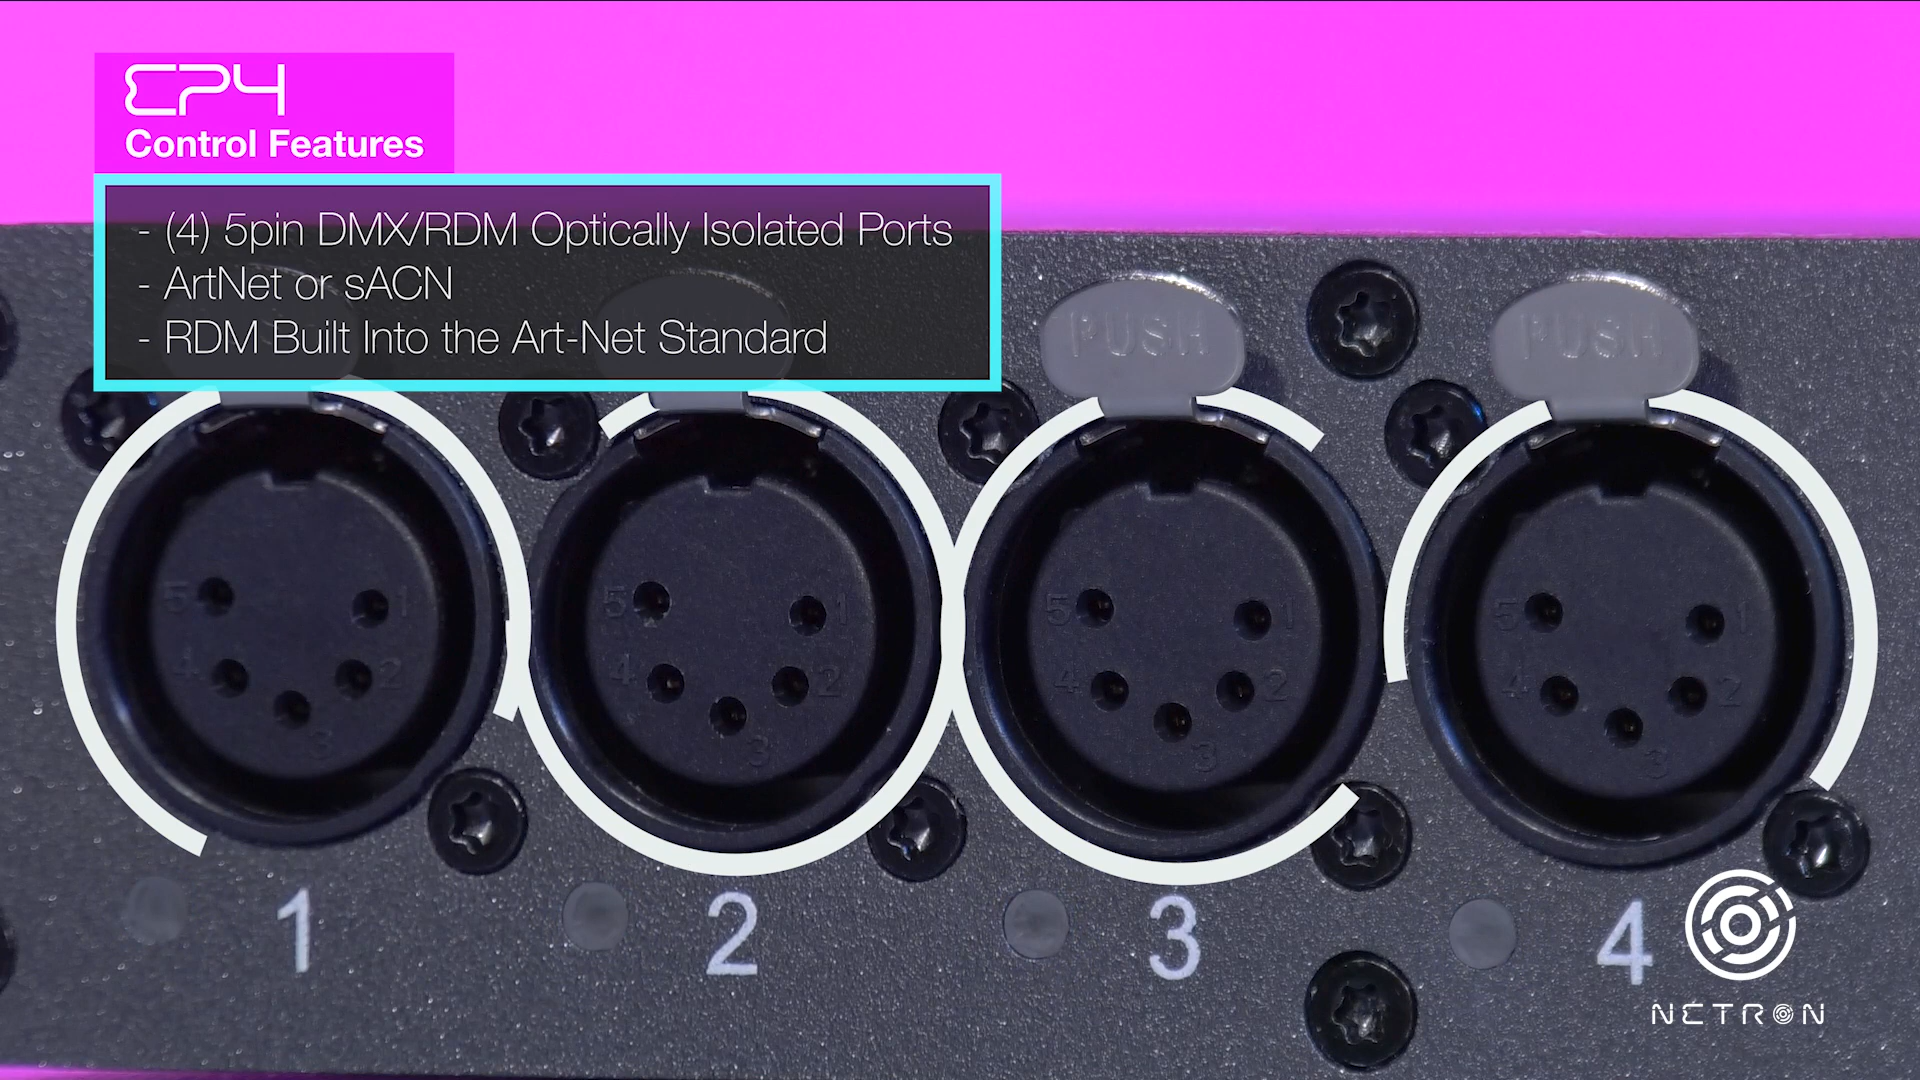 EP4
Control Features
- (4) 5pin DMX/RDM Optically Isolated Ports
- ArtNet or sACN
- RDM Built Into the Art-Net Standard
PUSH PUSH
5 1 5 1 5 1 5 1
4 2 4 2 4 2 4 2
3 3 3 3
1 2 3 4
NETRON